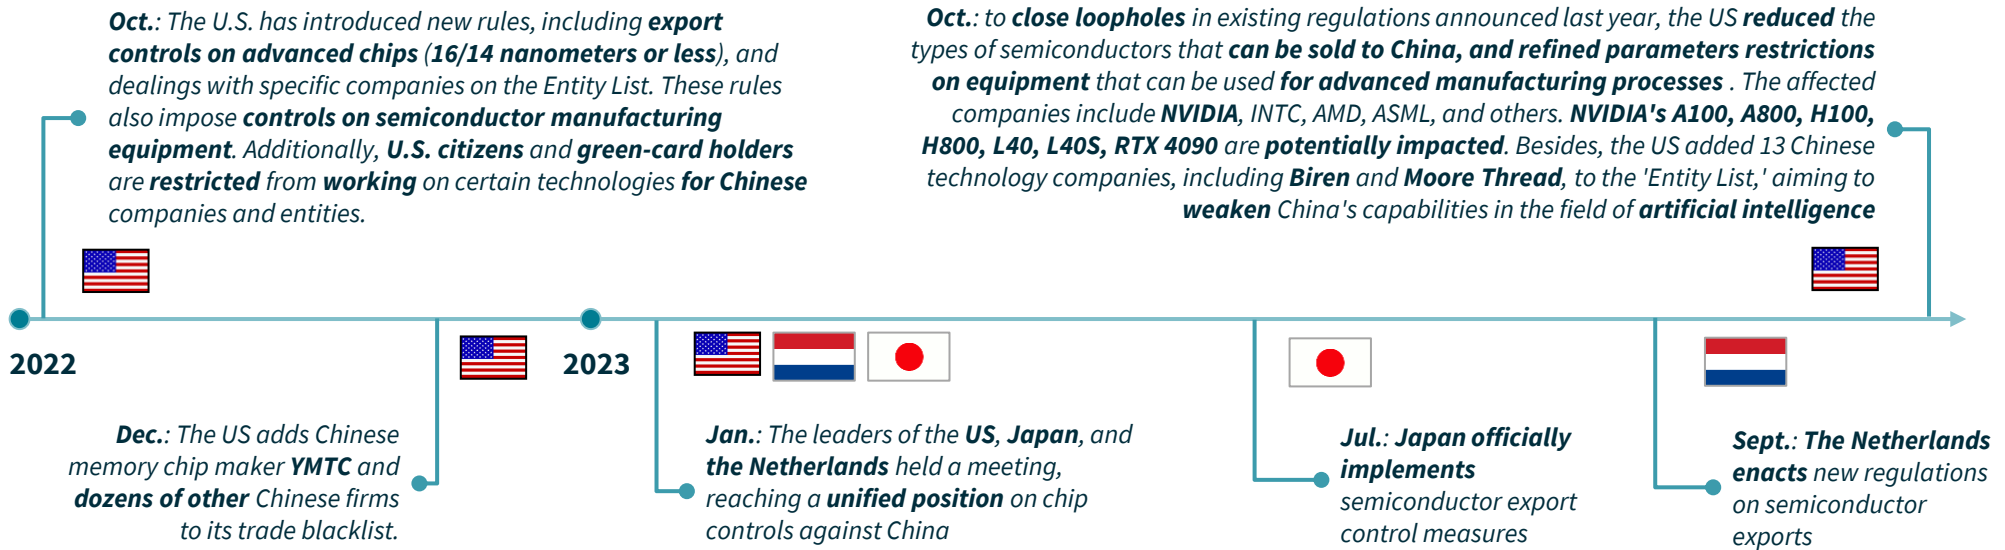 Oct.: The U.S. has introduced new rules, including export
controls on advanced chips (16/14 nanometers or less), and
dealings with specific companies on the Entity List. These rules
also impose controls on semiconductor manufacturing
equipment. Additionally, U.S. citizens and green-card holders
are restricted from working on certain technologies for Chinese
companies and entities.
Oct.: to close loopholes in existing regulations announced last year, the US reduced the
types of semiconductors that can be sold to China, and refined parameters restrictions
on equipment that can be used for advanced manufacturing processes . The affected
companies include NVIDIA, INTC, AMD, ASML, and others. NVIDIA's A100, A800, H100,
H800, L40, L40S, RTX 4090 are potentially impacted. Besides, the US added 13 Chinese
technology companies, including Biren and Moore Thread, to the 'Entity List,' aiming to
weaken China's capabilities in the field of artificial intelligence
2022
2023
Dec.: The US adds Chinese
memory chip maker YMTC and
dozens of other Chinese firms
to its trade blacklist.
Jan.: The leaders of the US, Japan, and
the Netherlands held a meeting,
reaching a unified position on chip
controls against China
Jul.: Japan officially
implements
semiconductor export
control measures
Sept.: The Netherlands
enacts new regulations
on semiconductor
exports